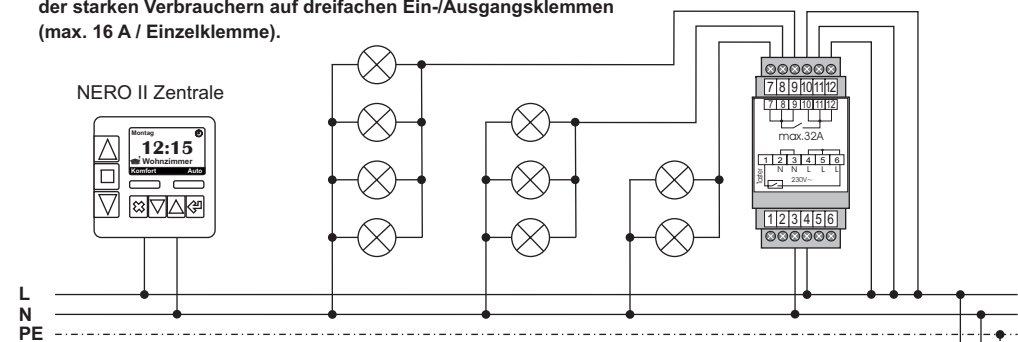 der starken Verbrauchern auf dreifachen Ein-/Ausgangsklemmen
(max. 16 A / Einzelklemme).
NERO II Zentrale
Montag
12:15
Wohnzimmer
Komfort Auto
7 8 9 10 11 12
7 8 9 10 11 12
max.32A
1 2 3 4 5 6
N N L L L
Taster
230V~
1 2 3 4 5 6
L
N
PE